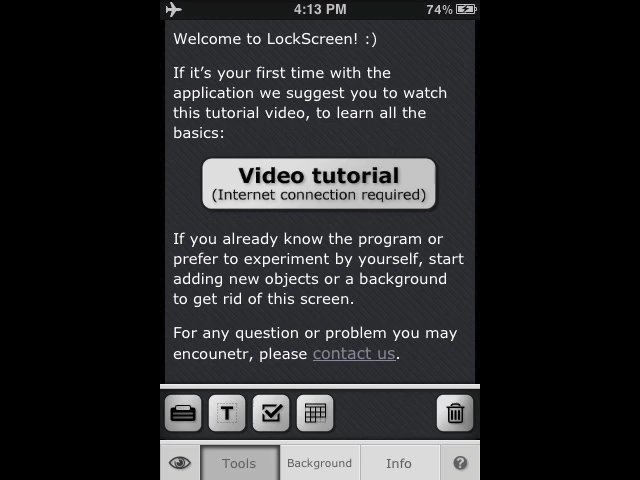 4:13 PM 74%
Welcome to LockScreen! :)
If it's your first time with the
application we suggest you to watch
this tutorial video, to learn all the
basics:
Video tutorial
(Internet connection required)
If you already know the program or
prefer to experiment by yourself, start
adding new objects or a background
to get rid of this screen.
For any question or problem you may
encounetr, please contact us.
T
Tools Background Info ?